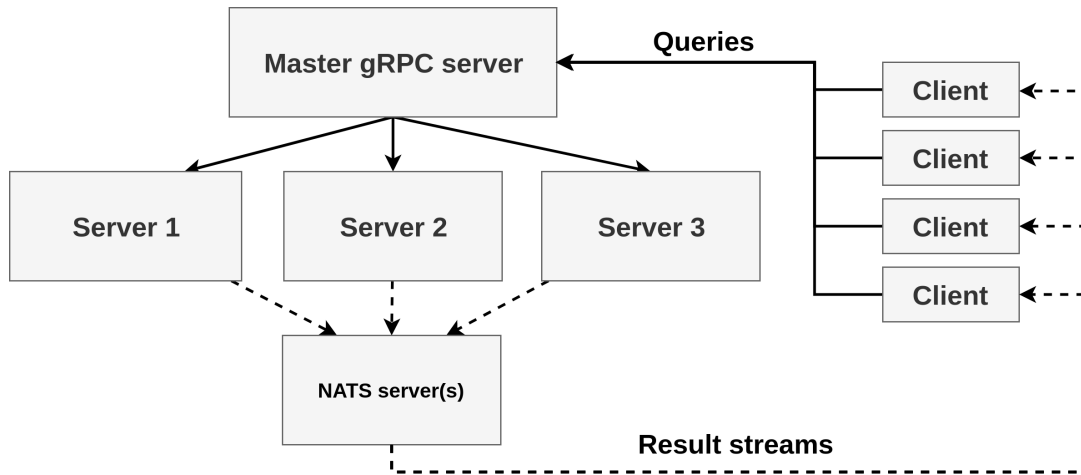 Queries
Master gRPC server
Client
Client
Client
Client
Server 1
Server 2
Server 3
NATS server(s)
Result streams